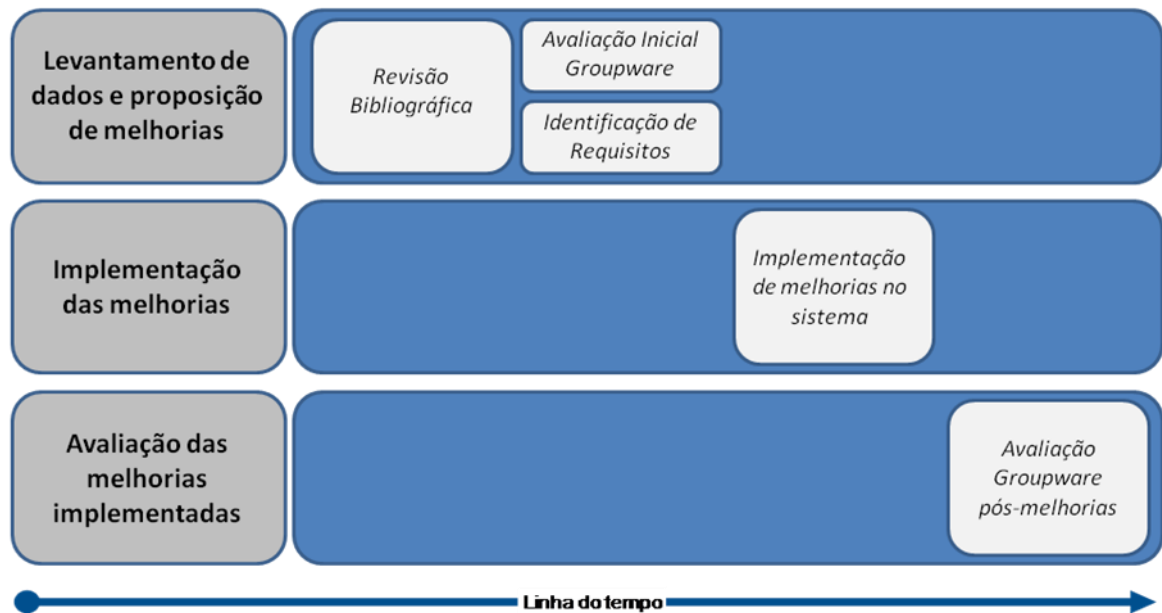 Levantamento de
dados e proposição
de melhorias
Revisão
Bibliográfica
Avaliação Inicial
Groupware
Identificação de
Requisitos
Implementação
das melhorias
Implementação
de melhorias no
sistema
Avaliação das
melhorias
implementadas
Avaliação
Groupware
pós-melhorias
Linha do tempo